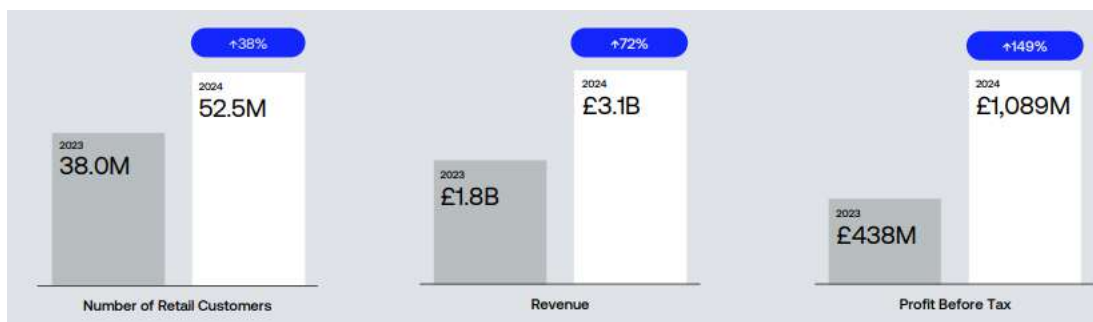 ↑38%
2024
52.5M
2023
38.0M
Number of Retail Customers
↑72%
2024
£3.1B
2023
£1.8B
Revenue
↑149%
2024
£1,089M
2023
£438M
Profit Before Tax